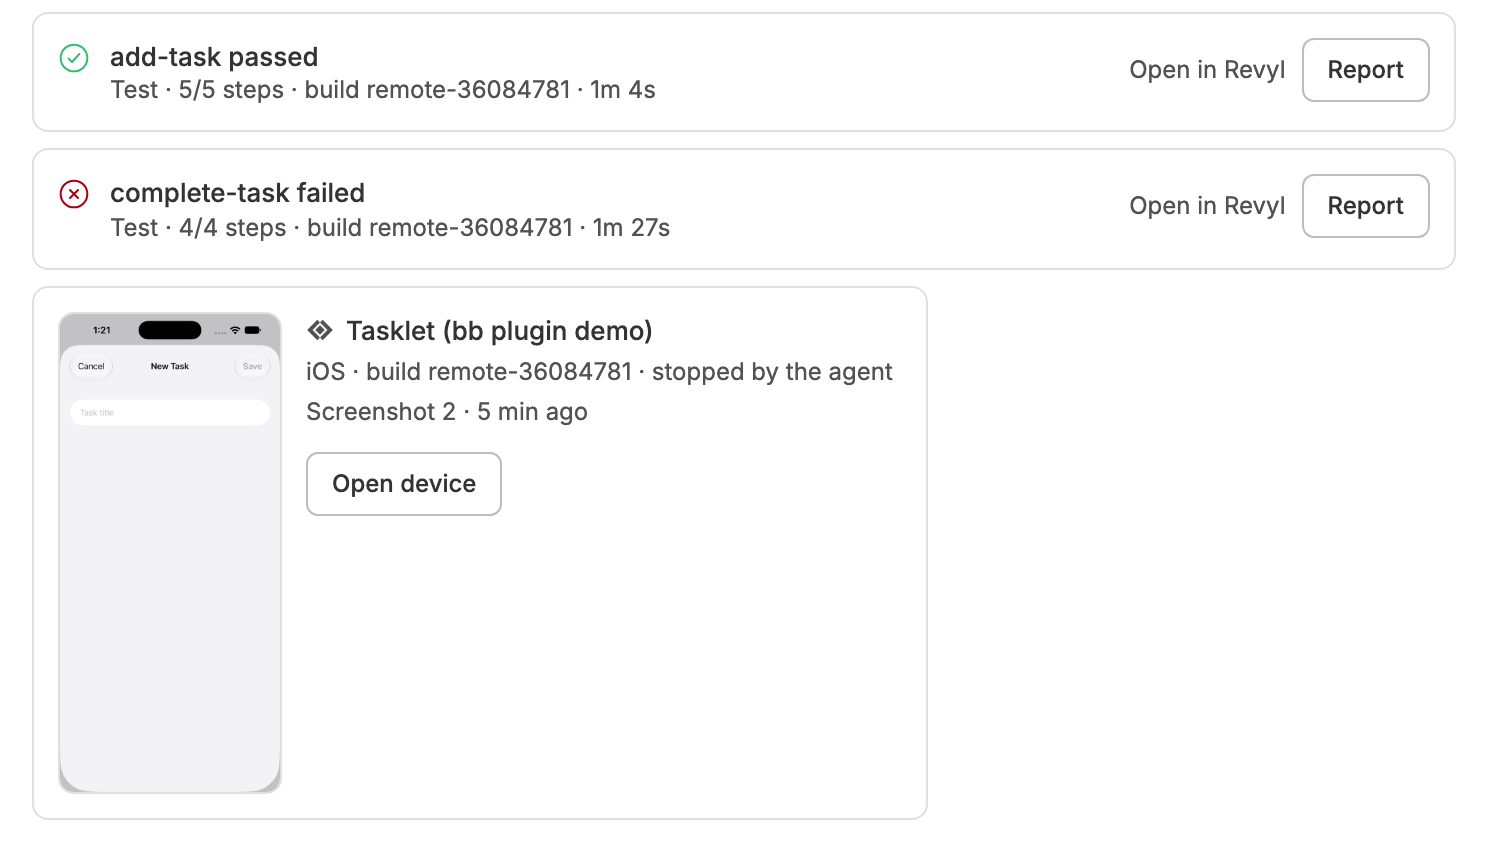 add-task passed
Test · 5/5 steps · build remote-36084781 · 1m 4s
Open in Revyl
Report
complete-task failed
Test · 4/4 steps · build remote-36084781 · 1m 27s
Open in Revyl
Report
1:21
Cancel
New Task
Save
Task title
Tasklet (bb plugin demo)
iOS · build remote-36084781 · stopped by the agent
Screenshot 2 · 5 min ago
Open device